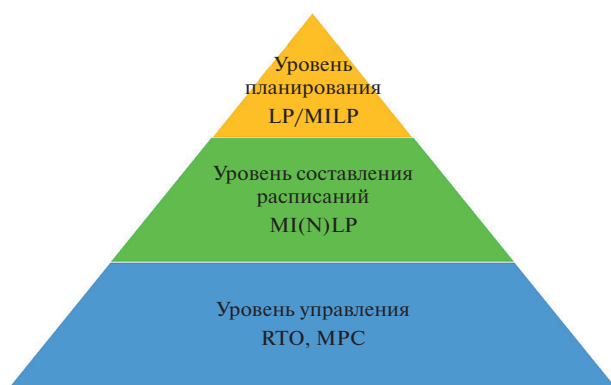 Уровень
планирования
LP/MILP
Уровень составления
расписаний
MI(N)LP
Уровень управления
RTO, MPC